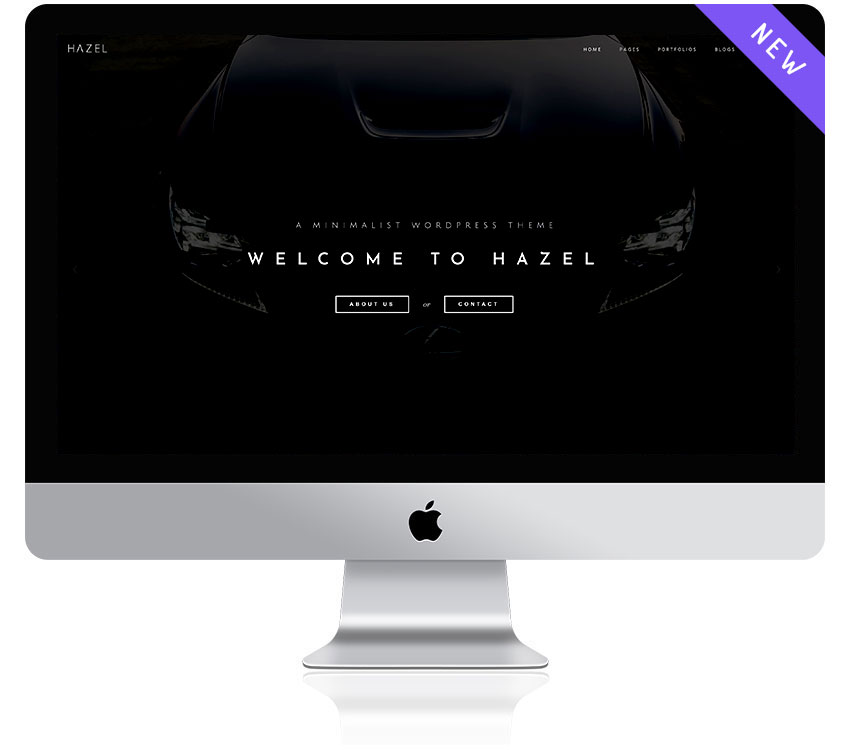 HAZEL
HOME PAGES PORTFOLIOS BLOGS
NEW
A MINIMALIST WORDPRESS THEME
WELCOME TO HAZEL
ABOUT US or CONTACT